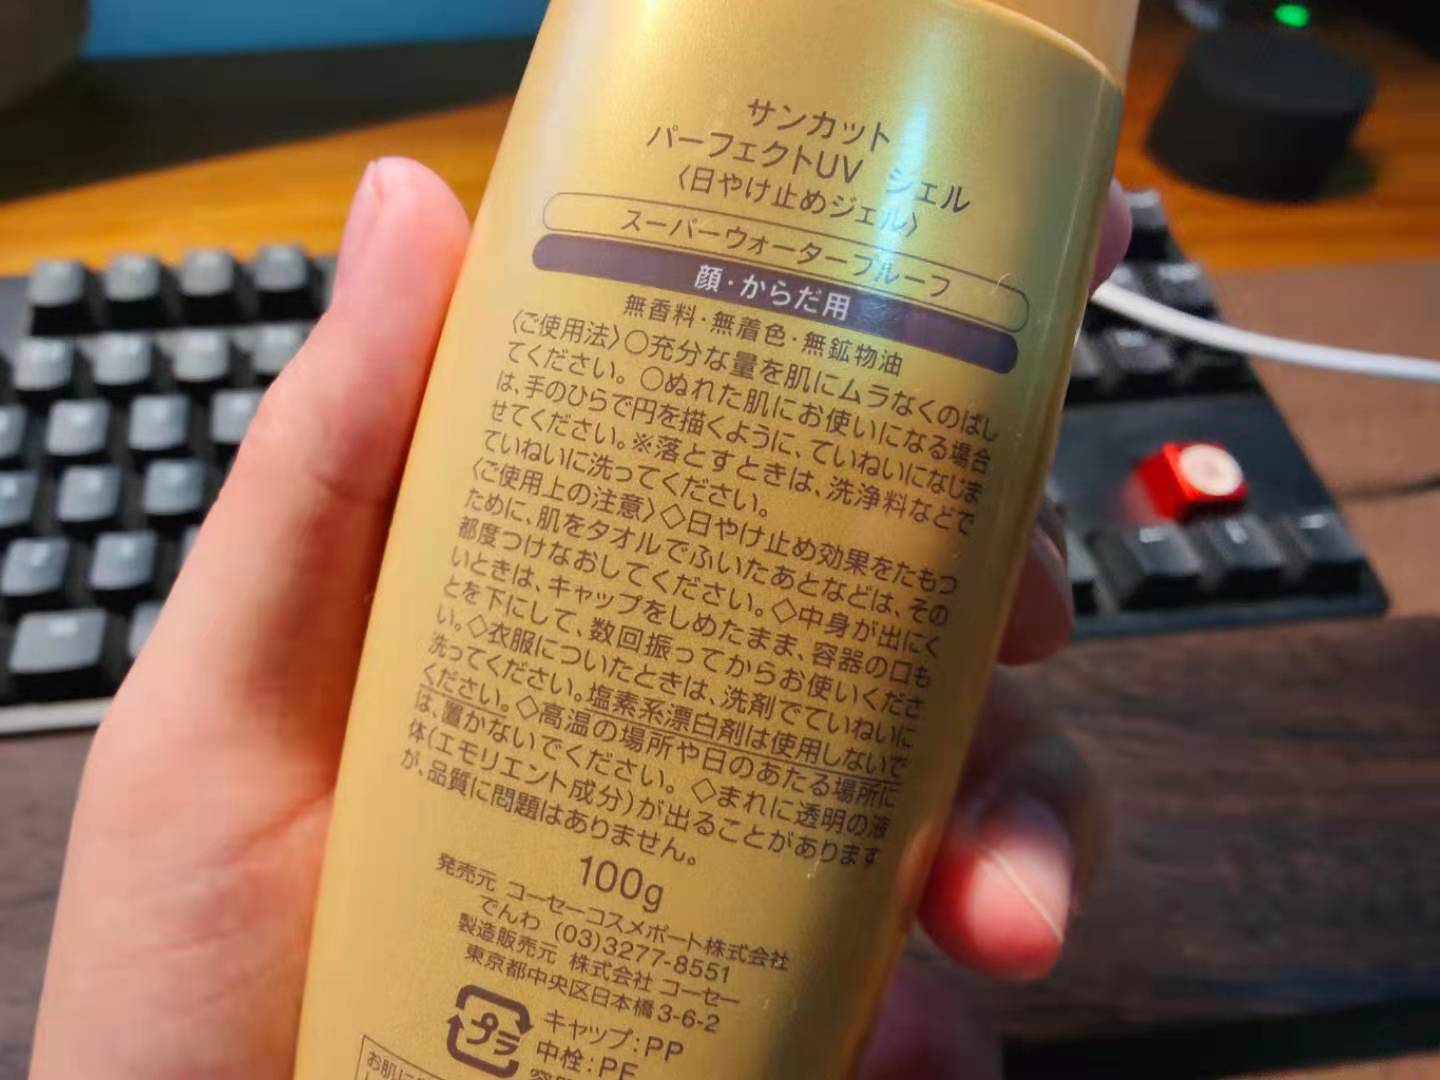 サンカット
パーフェクトUV ジェル
〈日やけ止めジェル〉
スーパーウォータープルーフ
顔・からだ用
無香料・無着色・無鉱物油
〈ご使用法〉○充分な量を肌にムラなくのばし
てください。○ぬれた肌にお使いになる場合
は、手のひらで円を描くように、ていねいになじま
せてください。※落とすときは、洗浄料などで
ていねいに洗ってください。
〈ご使用上の注意〉◇日やけ止め効果をたもつ
ために、肌をタオルでふいたあとなどは、その
都度つけなおしてください。◇中身が出にく
いときは、キャップをしめたまま、容器の口も
とを下にして、数回振ってからお使いくださ
い。◇衣服についたときは、洗剤でていねいに
洗ってください。塩素系漂白剤は使用しないで
ください。◇高温の場所や日のあたる場所に
は、置かないでください。◇まれに透明の液
体(エモリエント成分)が出ることがあります
が、品質に問題はありません。
100g
発売元 コーセーコスメポート株式会社
でんわ (03)3277-8551
製造販売元 株式会社 コーセー
東京都中央区日本橋3-6-2
プラ
キャップ:PP
中栓:PE
お肌に